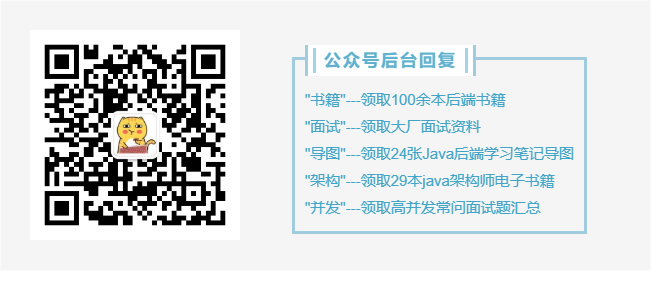 公众号后台回复
"书籍"---领取100余本后端书籍
"面试"---领取大厂面试资料
"导图"---领取24张Java后端学习笔记导图
"架构"---领取29本java架构师电子书籍
"并发"---领取高并发常问面试题汇总